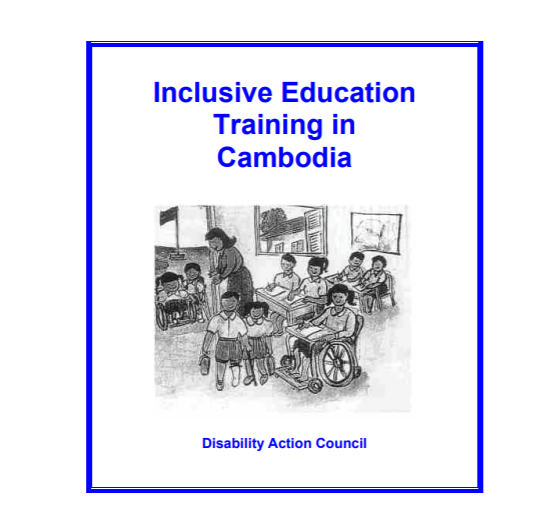 Inclusive Education
Training in
Cambodia
Disability Action Council